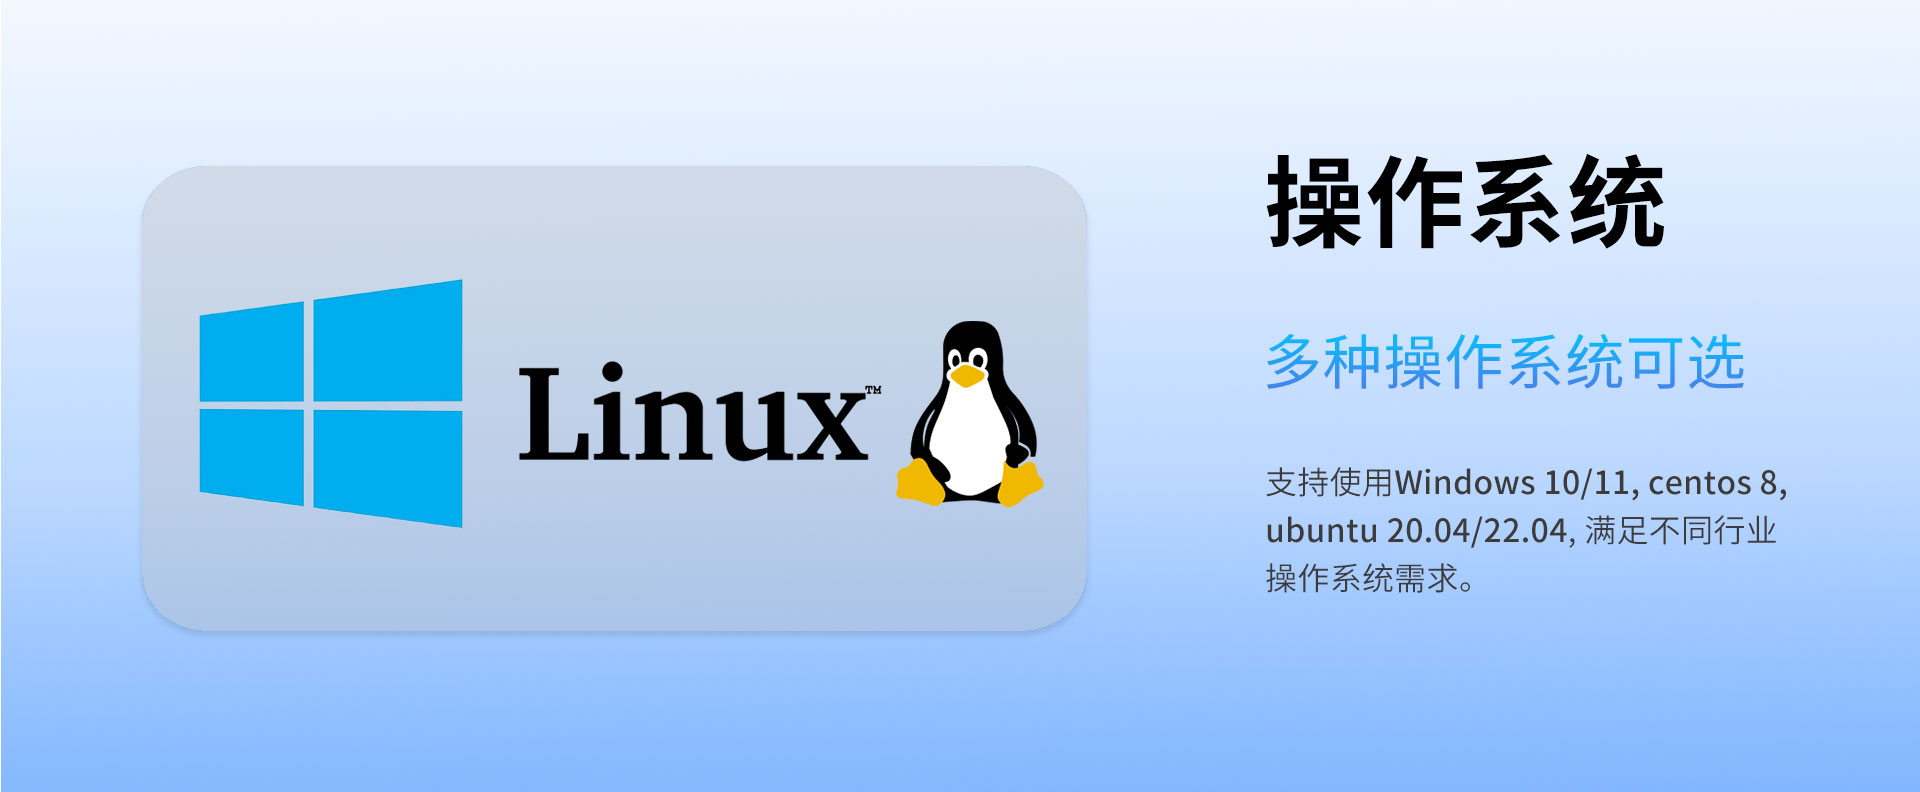 Linux™
操作系统
多种操作系统可选
支持使用Windows 10/11, centos 8,
ubuntu 20.04/22.04, 满足不同行业
操作系统需求。